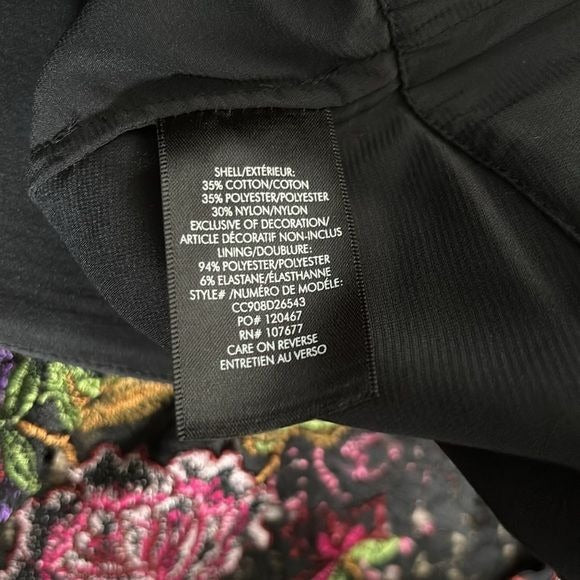 SHELL/EXTÉRIEUR:
35% COTTON/COTON
35% POLYESTER/POLYESTER
30% NYLON/NYLON
EXCLUSIVE OF DECORATION/
ARTICLE DÉCORATIF NON-INCLUS
LINING/DOUBLURE:
94% POLYESTER/POLYESTER
6% ELASTANE/ÉLASTHANNE
STYLE# /NUMÉRO DE MODÉLE:
CC908D26543
PO# 120467
RN# 107677
CARE ON REVERSE
ENTRETIEN AU VERSO